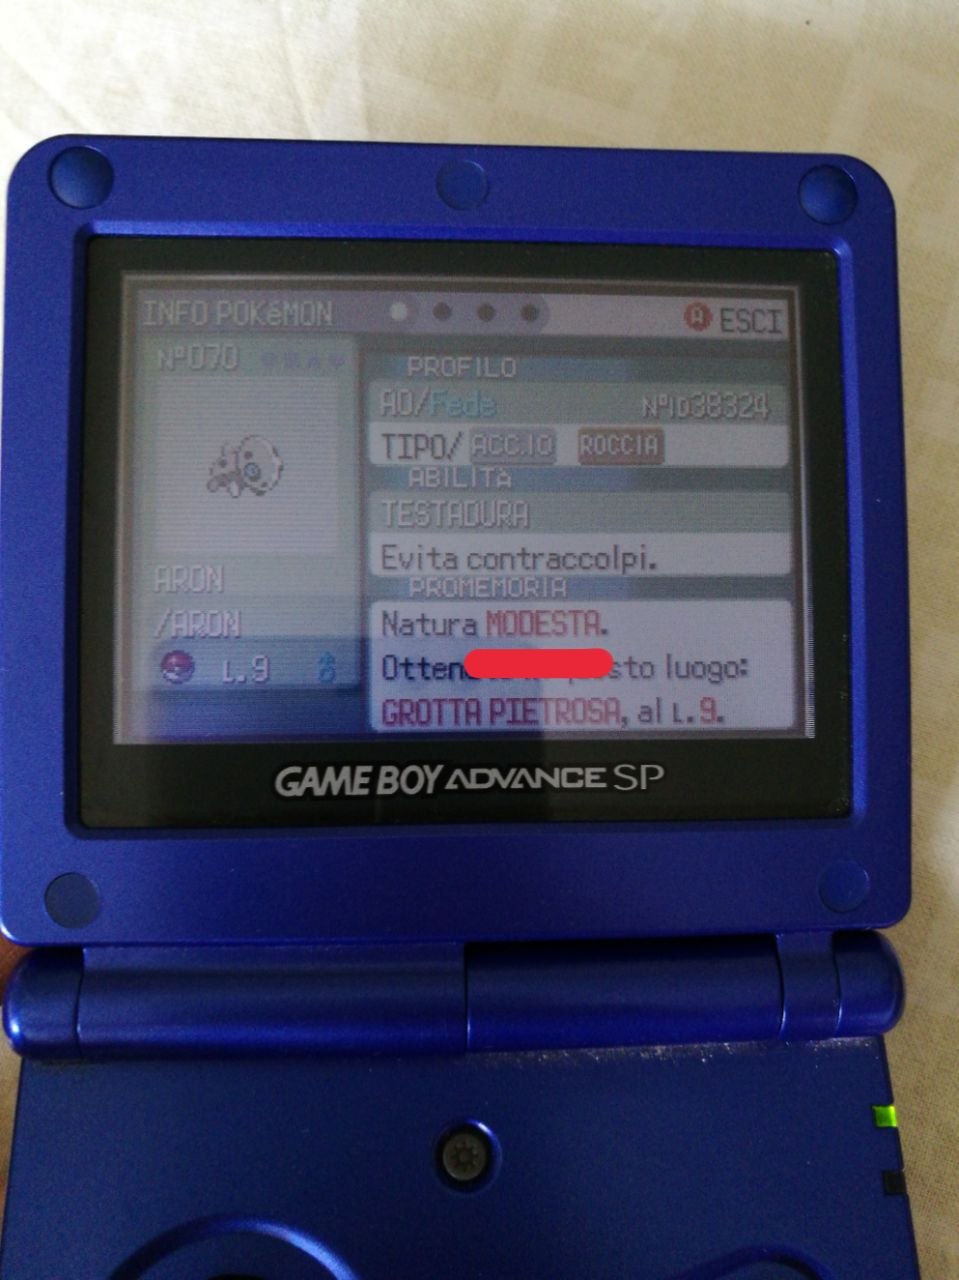 INFO POKéMON
A ESCI
Nº070
PROFILO
AO/Fede NºID38324
TIPO/ ACCIO ROCCIA
ABILITÀ
TESTADURA
Evita contraccolpi.
ARON
/ARON
L.9 ♂
PROMEMORIA
Natura MODESTA.
luogo:
GROTTA PIETROSA, al L.9.
GAME BOY ADVANCE SP